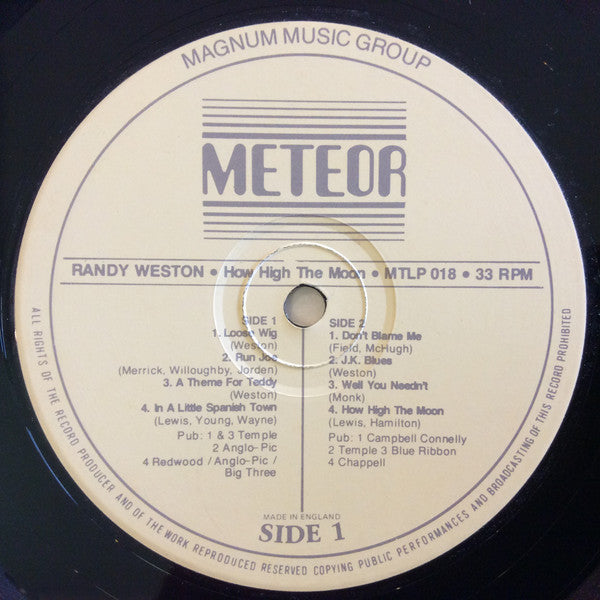 MAGNUM MUSIC GROUP
METEOR
RANDY WESTON • How High The Moon • MTLP 018 • 33 RPM
SIDE 1
1. Loose Wig
(Weston)
2. Run Joe
(Merrick, Willoughby, Jorden)
3. A Theme For Teddy
(Weston)
4. In A Little Spanish Town
(Lewis, Young, Wayne)
Pub: 1 & 3 Temple
2 Anglo-Pic
4 Redwood / Anglo-Pic /
Big Three
SIDE 2
1. Don't Blame Me
(Field, McHugh)
2. J.K. Blues
(Weston)
3. Well You Needn't
(Monk)
4. How High The Moon
(Lewis, Hamilton)
Pub: 1 Campbell Connelly
2 Temple 3 Blue Ribbon
4 Chappell
MADE IN ENGLAND
SIDE 1
ALL RIGHTS OF THE RECORD PRODUCER AND OF THE WORK REPRODUCED RESERVED COPYING PUBLIC PERFORMANCES AND BROADCASTING OF THIS RECORD PROHIBITED